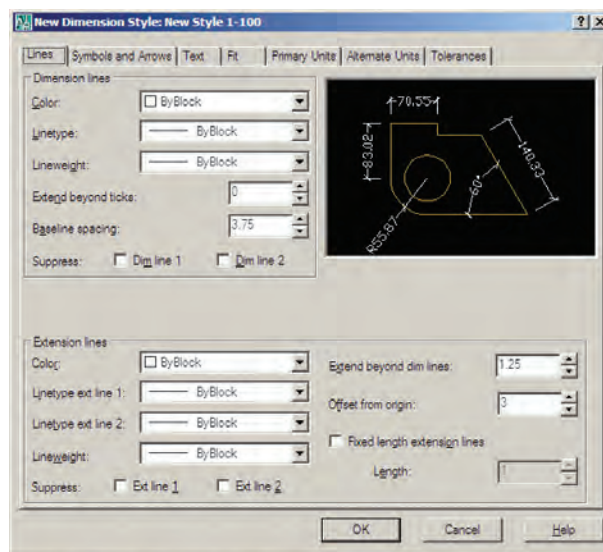 New Dimension Style: New Style 1-100
Lines Symbols and Arrows Text Fit Primary Units Alternate Units Tolerances
Dimension lines
Color: ByBlock
Linetype: ByBlock
Lineweight: ByBlock
Extend beyond ticks: 0
Baseline spacing: 3.75
Suppress: Dim line 1 Dim line 2
70.55
83.02
140.33
60°
R55.87
Extension lines
Color: ByBlock
Linetype ext line 1: ByBlock
Linetype ext line 2: ByBlock
Lineweight: ByBlock
Suppress: Ext line 1 Ext line 2
Extend beyond dim lines: 1.25
Offset from origin: 3
Fixed length extension lines
Length: 1
OK Cancel Help